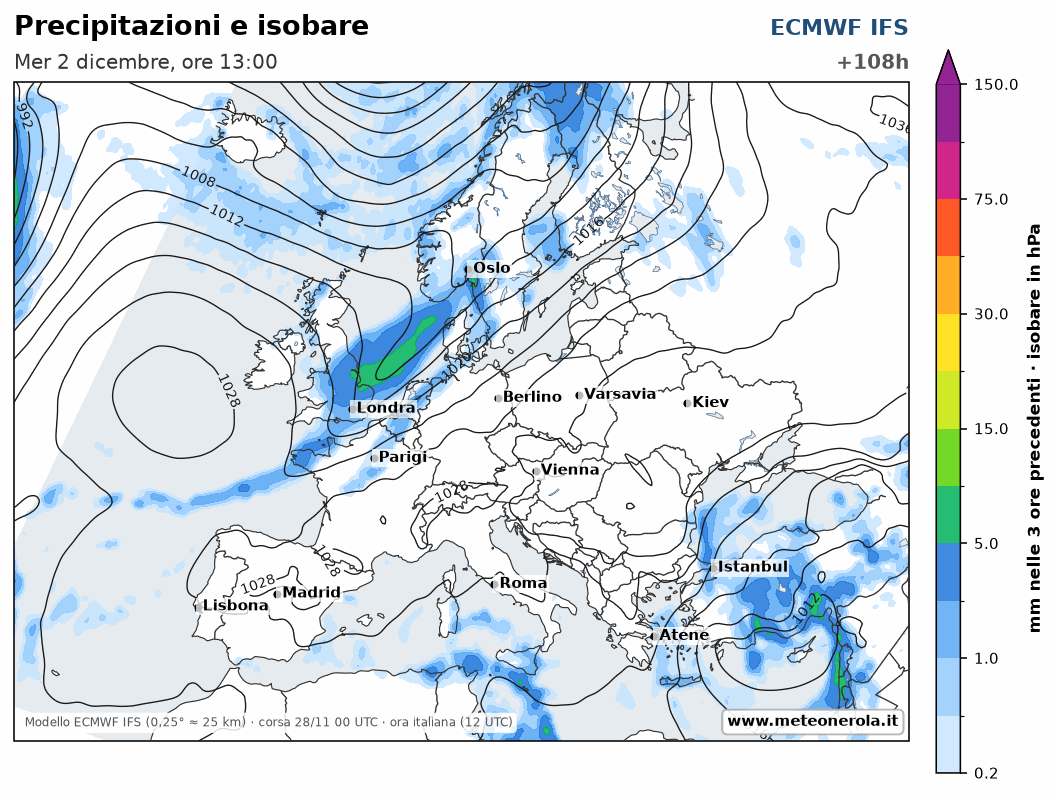 Precipitazioni e isobare
ECMWF IFS
Mer 2 dicembre, ore 13:00
+108h
150.0
75.0
30.0
15.0
5.0
1.0
0.2
mm nelle 3 ore precedenti · isobare in hPa
992
1036
1008
1012
1016
Oslo
1020
1028
Londra
Berlino
Varsavia
Kiev
Parigi
Vienna
1028
1028
1028
Istanbul
Madrid
Roma
Lisbona
1012
Atene
Modello ECMWF IFS (0,25° ≈ 25 km) · corsa 28/11 00 UTC · ora italiana (12 UTC)
www.meteonerola.it